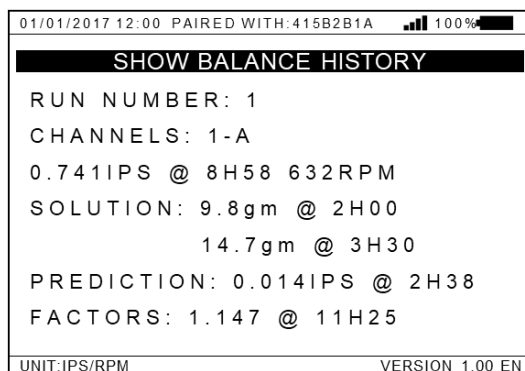 01/01/2017 12:00 PAIRED WITH:415B2B1A 100%
SHOW BALANCE HISTORY
RUN NUMBER: 1
CHANNELS: 1-A
0.741IPS @ 8H58 632RPM
SOLUTION: 9.8gm @ 2H00
14.7gm @ 3H30
PREDICTION: 0.014IPS @ 2H38
FACTORS: 1.147 @ 11H25
UNIT:IPS/RPM VERSION 1.00 EN